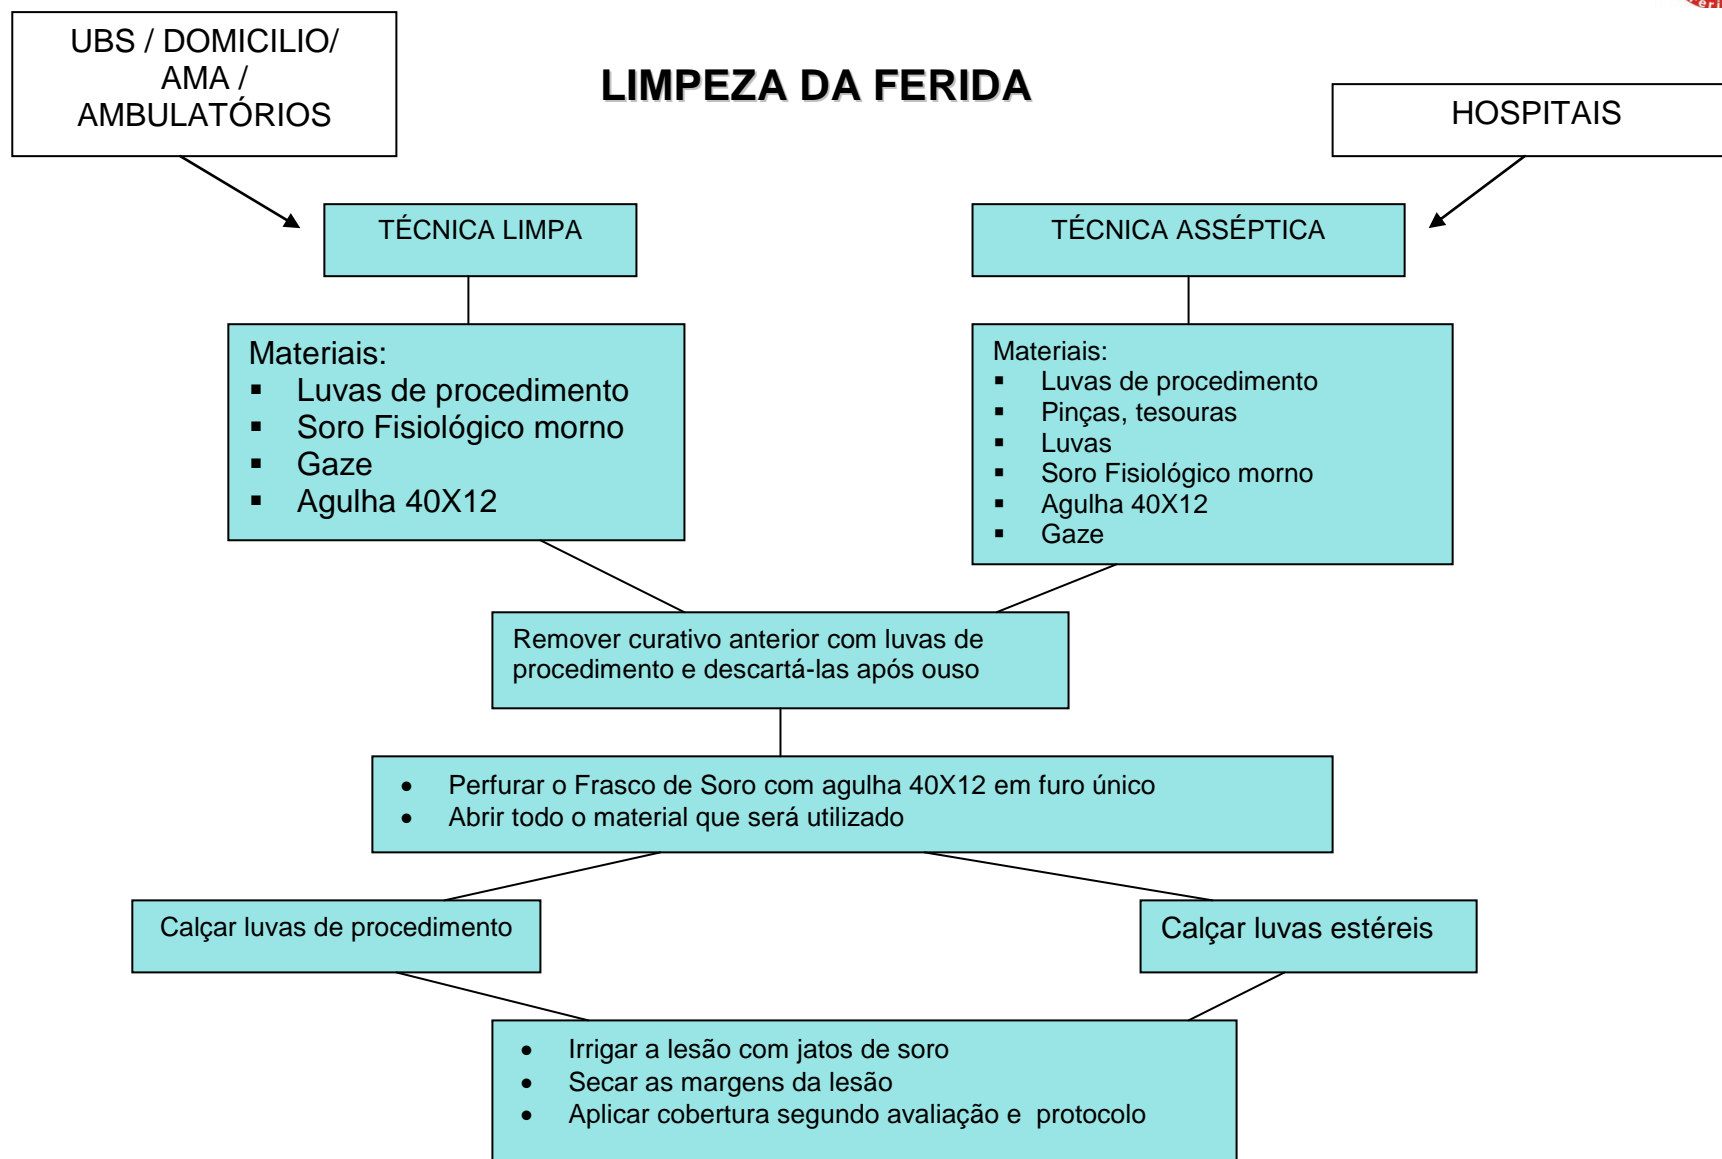 UBS / DOMICILIO/
AMA /
AMBULATÓRIOS
LIMPEZA DA FERIDA
HOSPITAIS
TÉCNICA LIMPA
TÉCNICA ASSÉPTICA
Materiais:
▪ Luvas de procedimento
▪ Soro Fisiológico morno
▪ Gaze
▪ Agulha 40X12
Materiais:
▪ Luvas de procedimento
▪ Pinças, tesouras
▪ Luvas
▪ Soro Fisiológico morno
▪ Agulha 40X12
▪ Gaze
Remover curativo anterior com luvas de
procedimento e descartá-las após ouso
• Perfurar o Frasco de Soro com agulha 40X12 em furo único
• Abrir todo o material que será utilizado
Calçar luvas de procedimento
Calçar luvas estéreis
• Irrigar a lesão com jatos de soro
• Secar as margens da lesão
• Aplicar cobertura segundo avaliação e protocolo